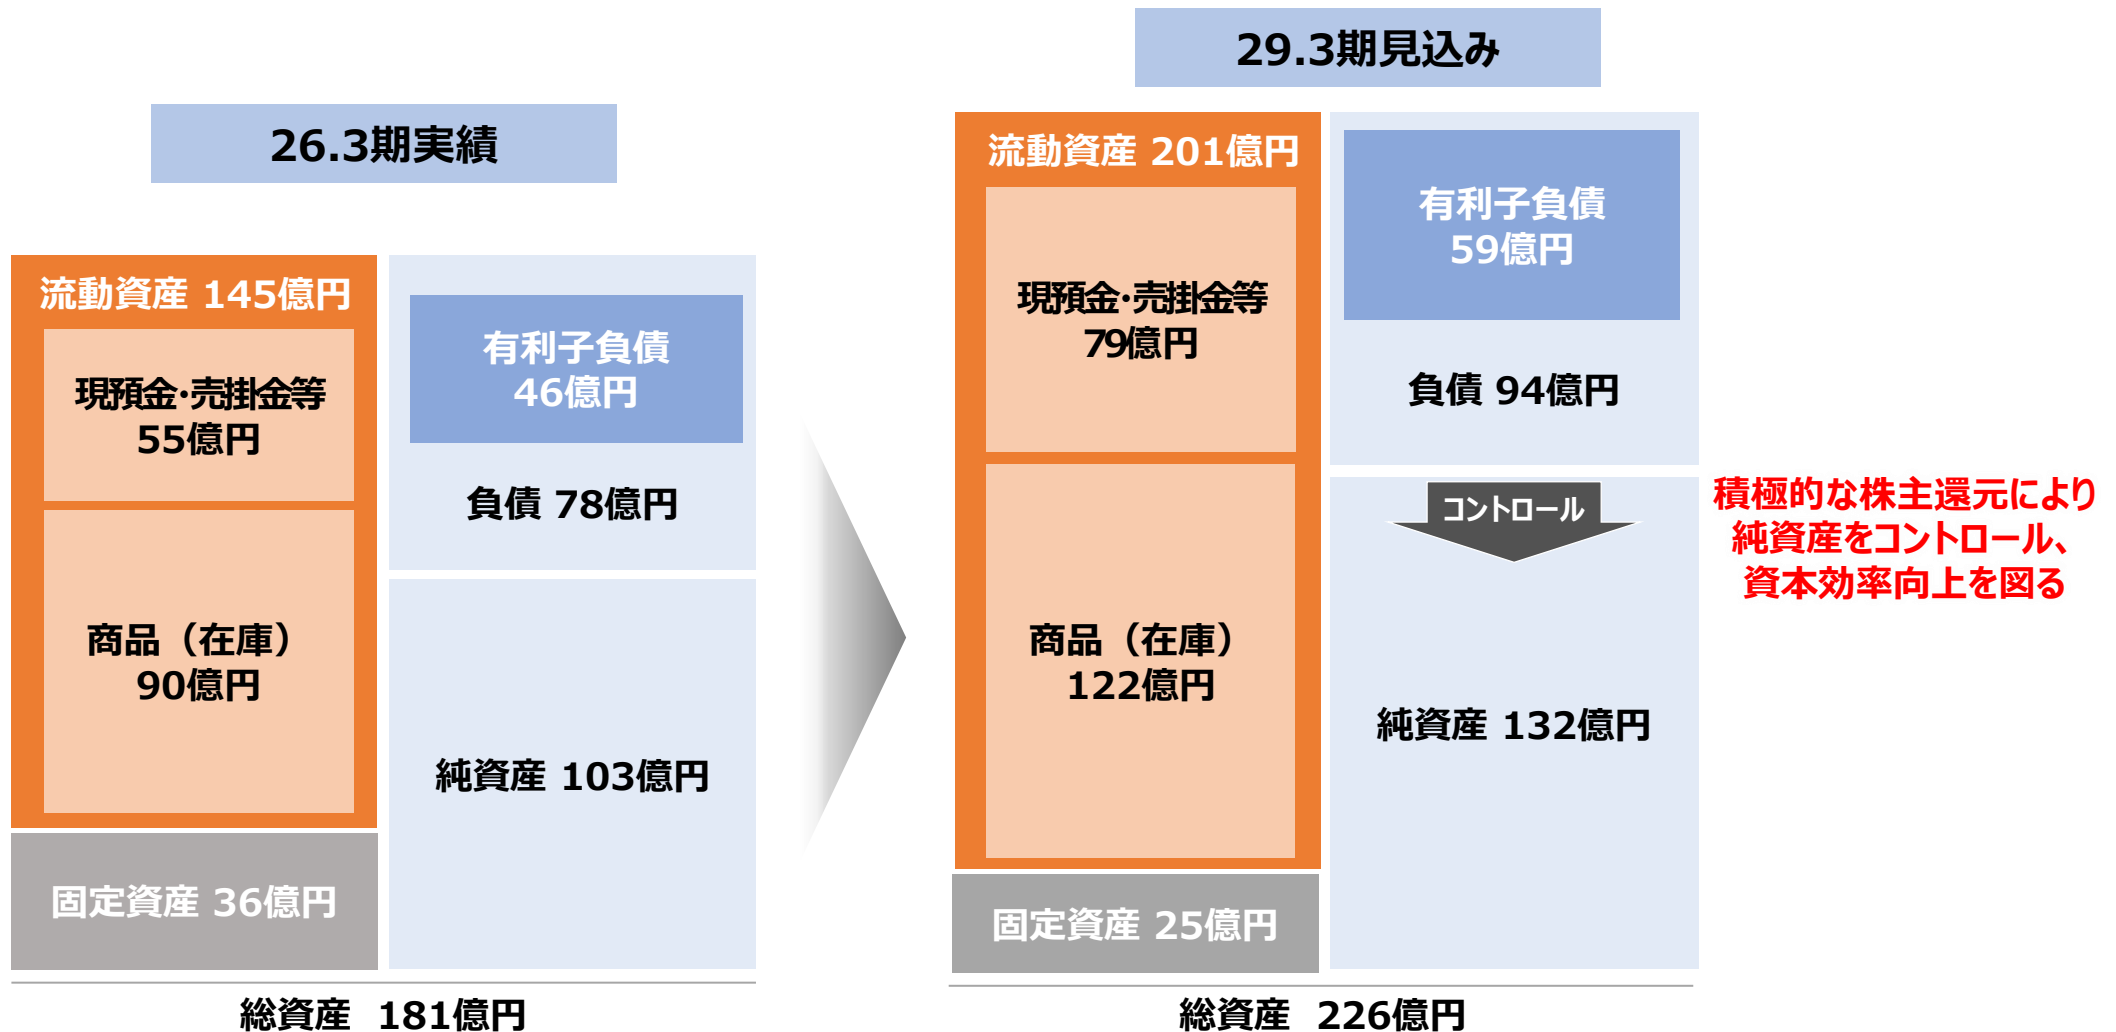 26.3期実績
流動資産 145億円
現預金・売掛金等
55億円
商品（在庫）
90億円
固定資産 36億円
有利子負債
46億円
負債 78億円
純資産 103億円
総資産 181億円
29.3期見込み
流動資産 201億円
現預金・売掛金等
79億円
商品（在庫）
122億円
固定資産 25億円
有利子負債
59億円
負債 94億円
コントロール
純資産 132億円
総資産 226億円
積極的な株主還元により
純資産をコントロール、
資本効率向上を図る